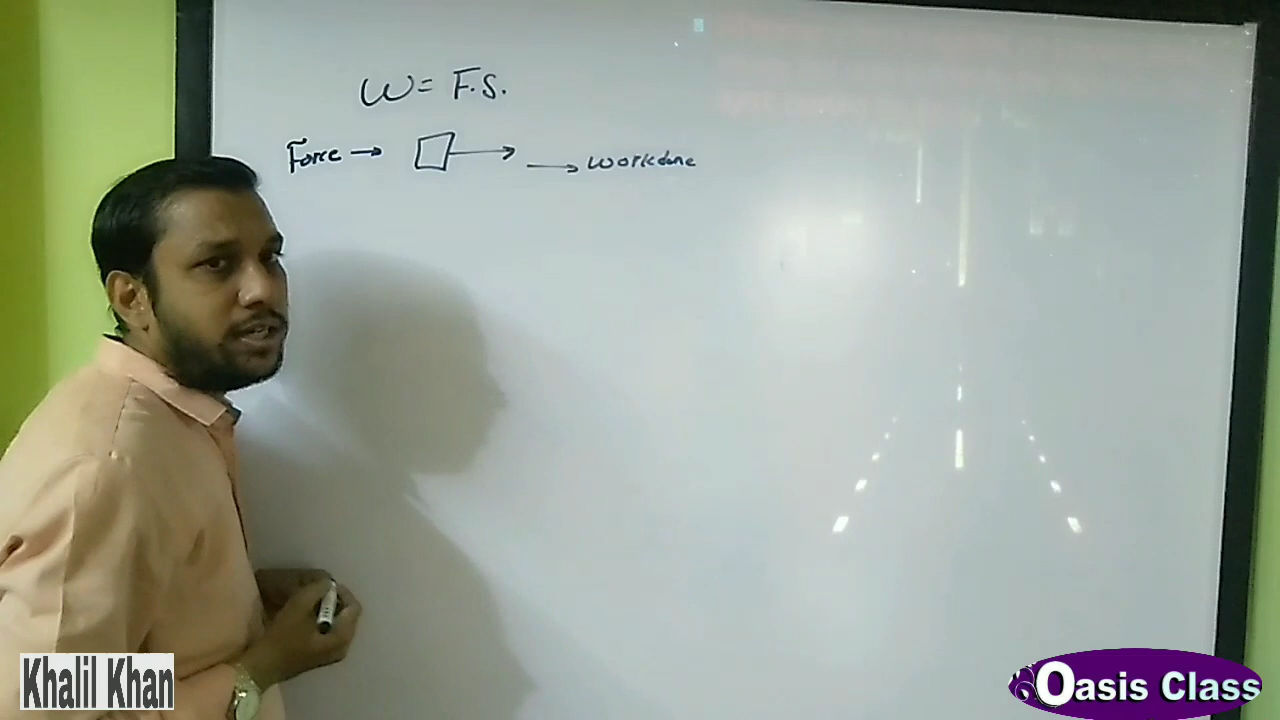 W = F.S.
Force → → → workdone
Khalil Khan
Oasis Class